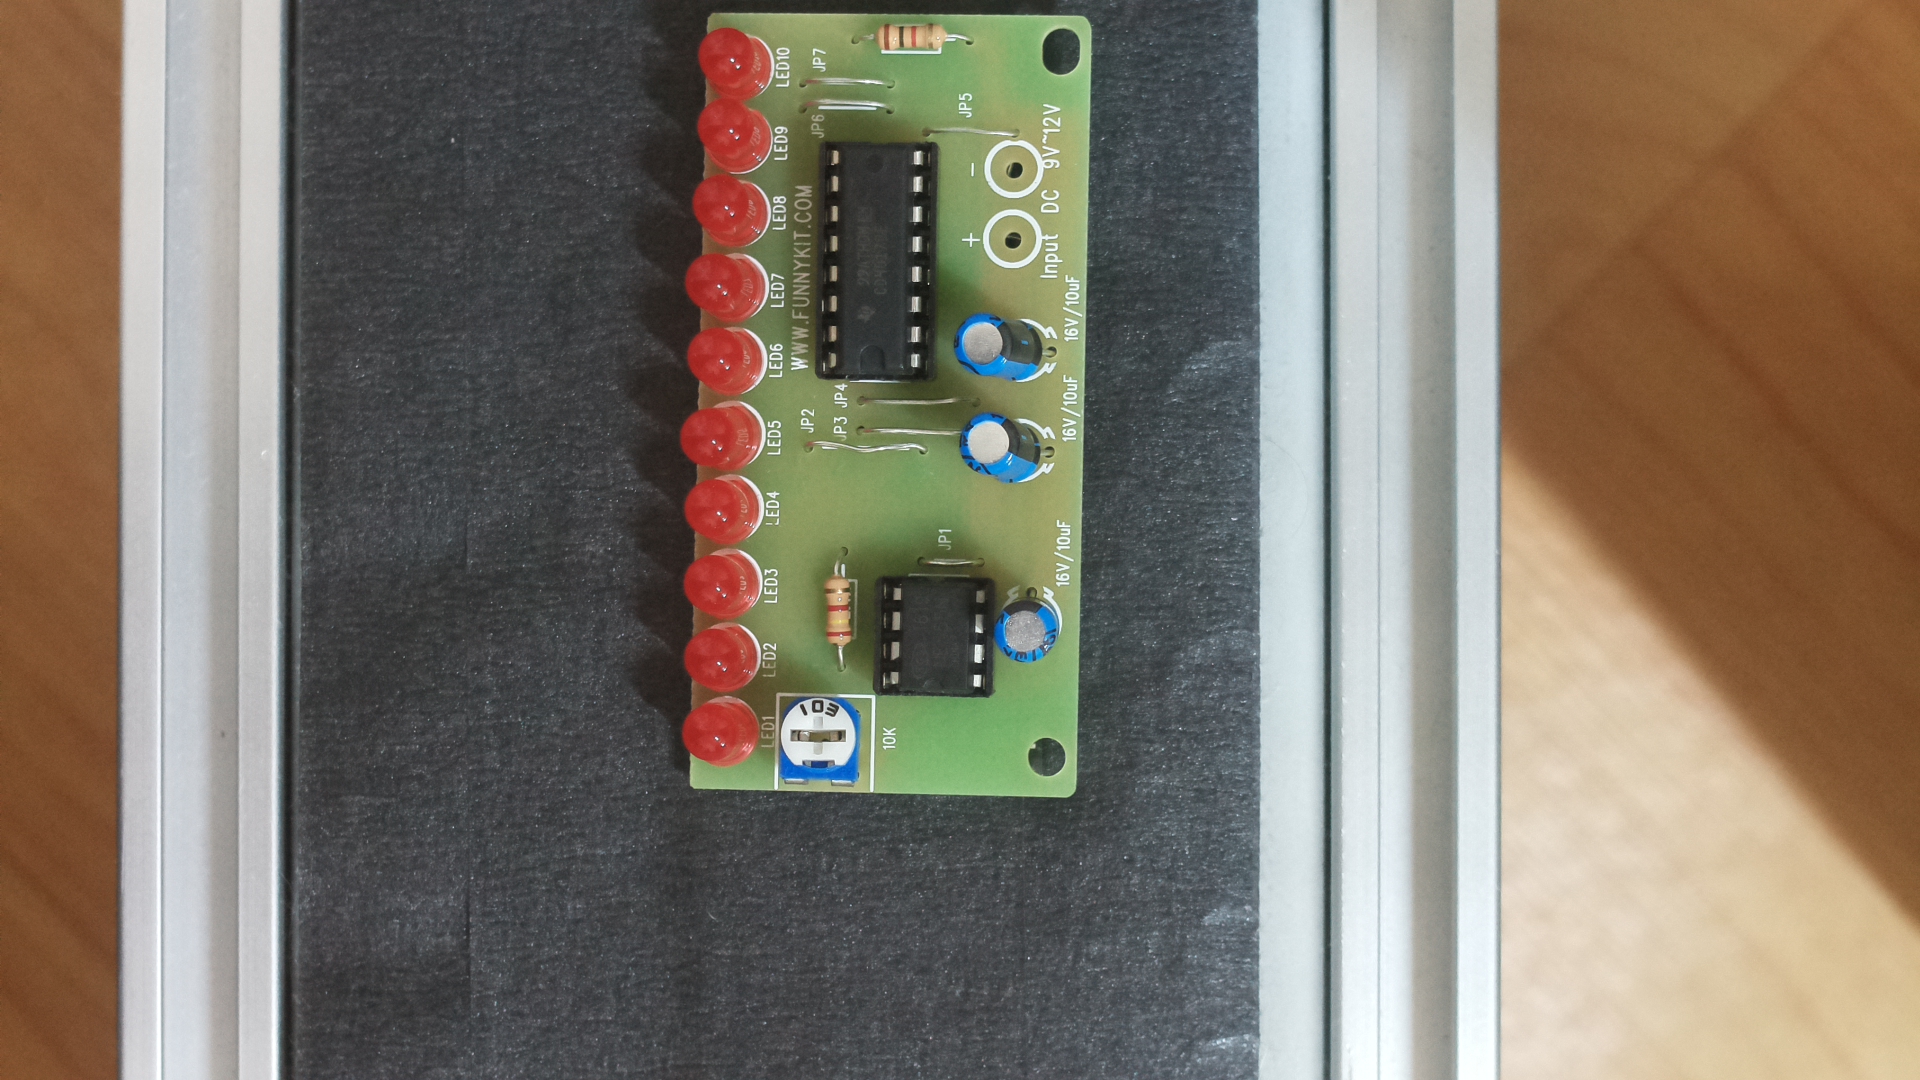 LED10
LED9
LED8
LED7
LED6
LED5
LED4
LED3
LED2
LED1
JP7
JP6
WWW.FUNNYKIT.COM
JP5
-
+
Input DC 9V~12V
16V/10uF
16V/10uF
16V/10uF
JP4
JP3
JP2
JP1
103
10K